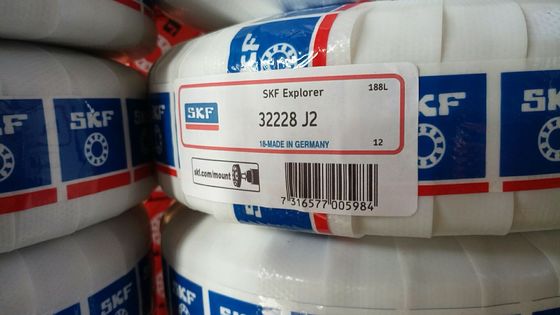 SKF
SKF Explorer
188L
SKF
32228 J2
18-MADE IN GERMANY
12
skf.com/mount
7 316577 005984
SKF
SKF
SKF
SKF
SKF